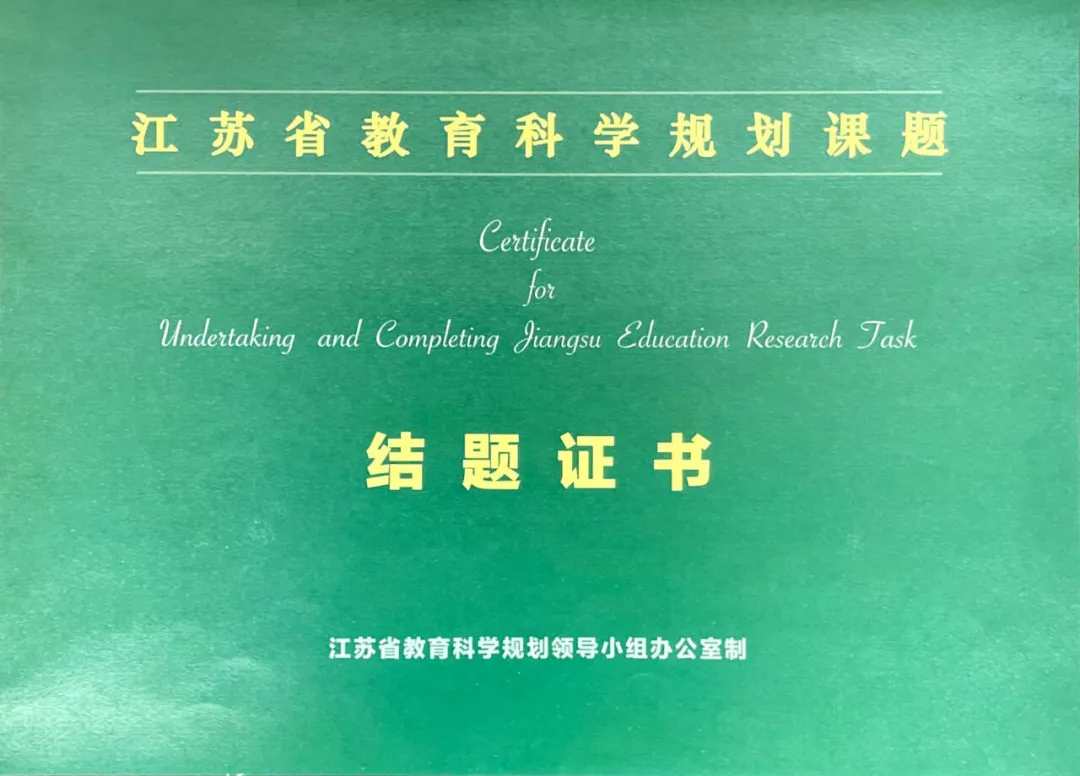 江苏省教育科学规划课题
Certificate
for
Undertaking and Completing Jiangsu Education Research Task
结题证书
江苏省教育科学规划领导小组办公室制